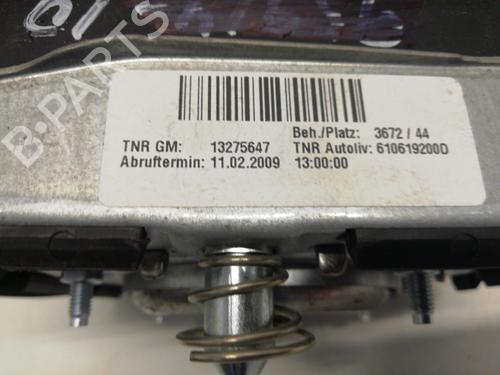 Beh./Platz: 3672 / 44
TNR GM: 13275647 TNR Autoliv: 610619200D
Abruftermin: 11.02.2009 13:00:00
B-PARTS